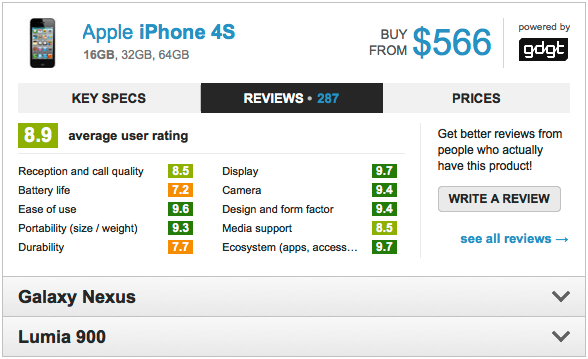 Apple iPhone 4S
16GB, 32GB, 64GB
BUY FROM $566
powered by
gdgt
KEY SPECS
REVIEWS • 287
PRICES
8.9 average user rating
Reception and call quality 8.5
Battery life 7.2
Ease of use 9.6
Portability (size / weight) 9.3
Durability 7.7
Display 9.7
Camera 9.4
Design and form factor 9.4
Media support 8.5
Ecosystem (apps, access... 9.7
Get better reviews from
people who actually
have this product!
WRITE A REVIEW
see all reviews →
Galaxy Nexus
Lumia 900